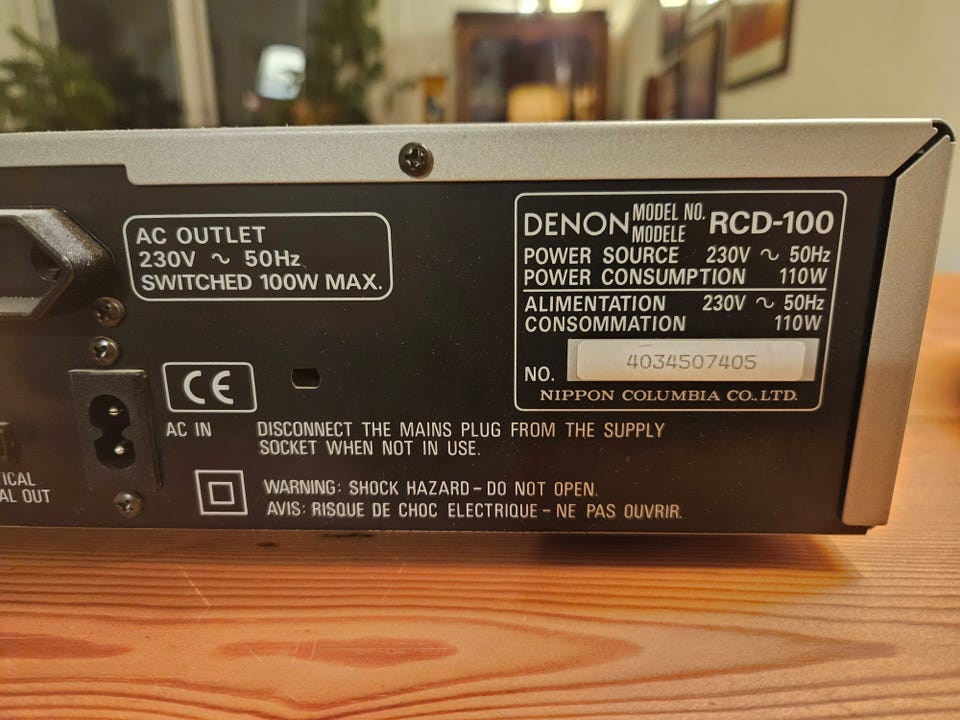 AC OUTLET
230V ~ 50Hz
SWITCHED 100W MAX.
DENON MODEL NO. MODELE RCD-100
POWER SOURCE 230V ~ 50Hz
POWER CONSUMPTION 110W
ALIMENTATION 230V ~ 50Hz
CONSOMMATION 110W
NO. 4034507405
NIPPON COLUMBIA CO.,LTD.
CE
AC IN
DISCONNECT THE MAINS PLUG FROM THE SUPPLY
SOCKET WHEN NOT IN USE.
WARNING: SHOCK HAZARD – DO NOT OPEN.
AVIS: RISQUE DE CHOC ELECTRIQUE – NE PAS OUVRIR.
OUT